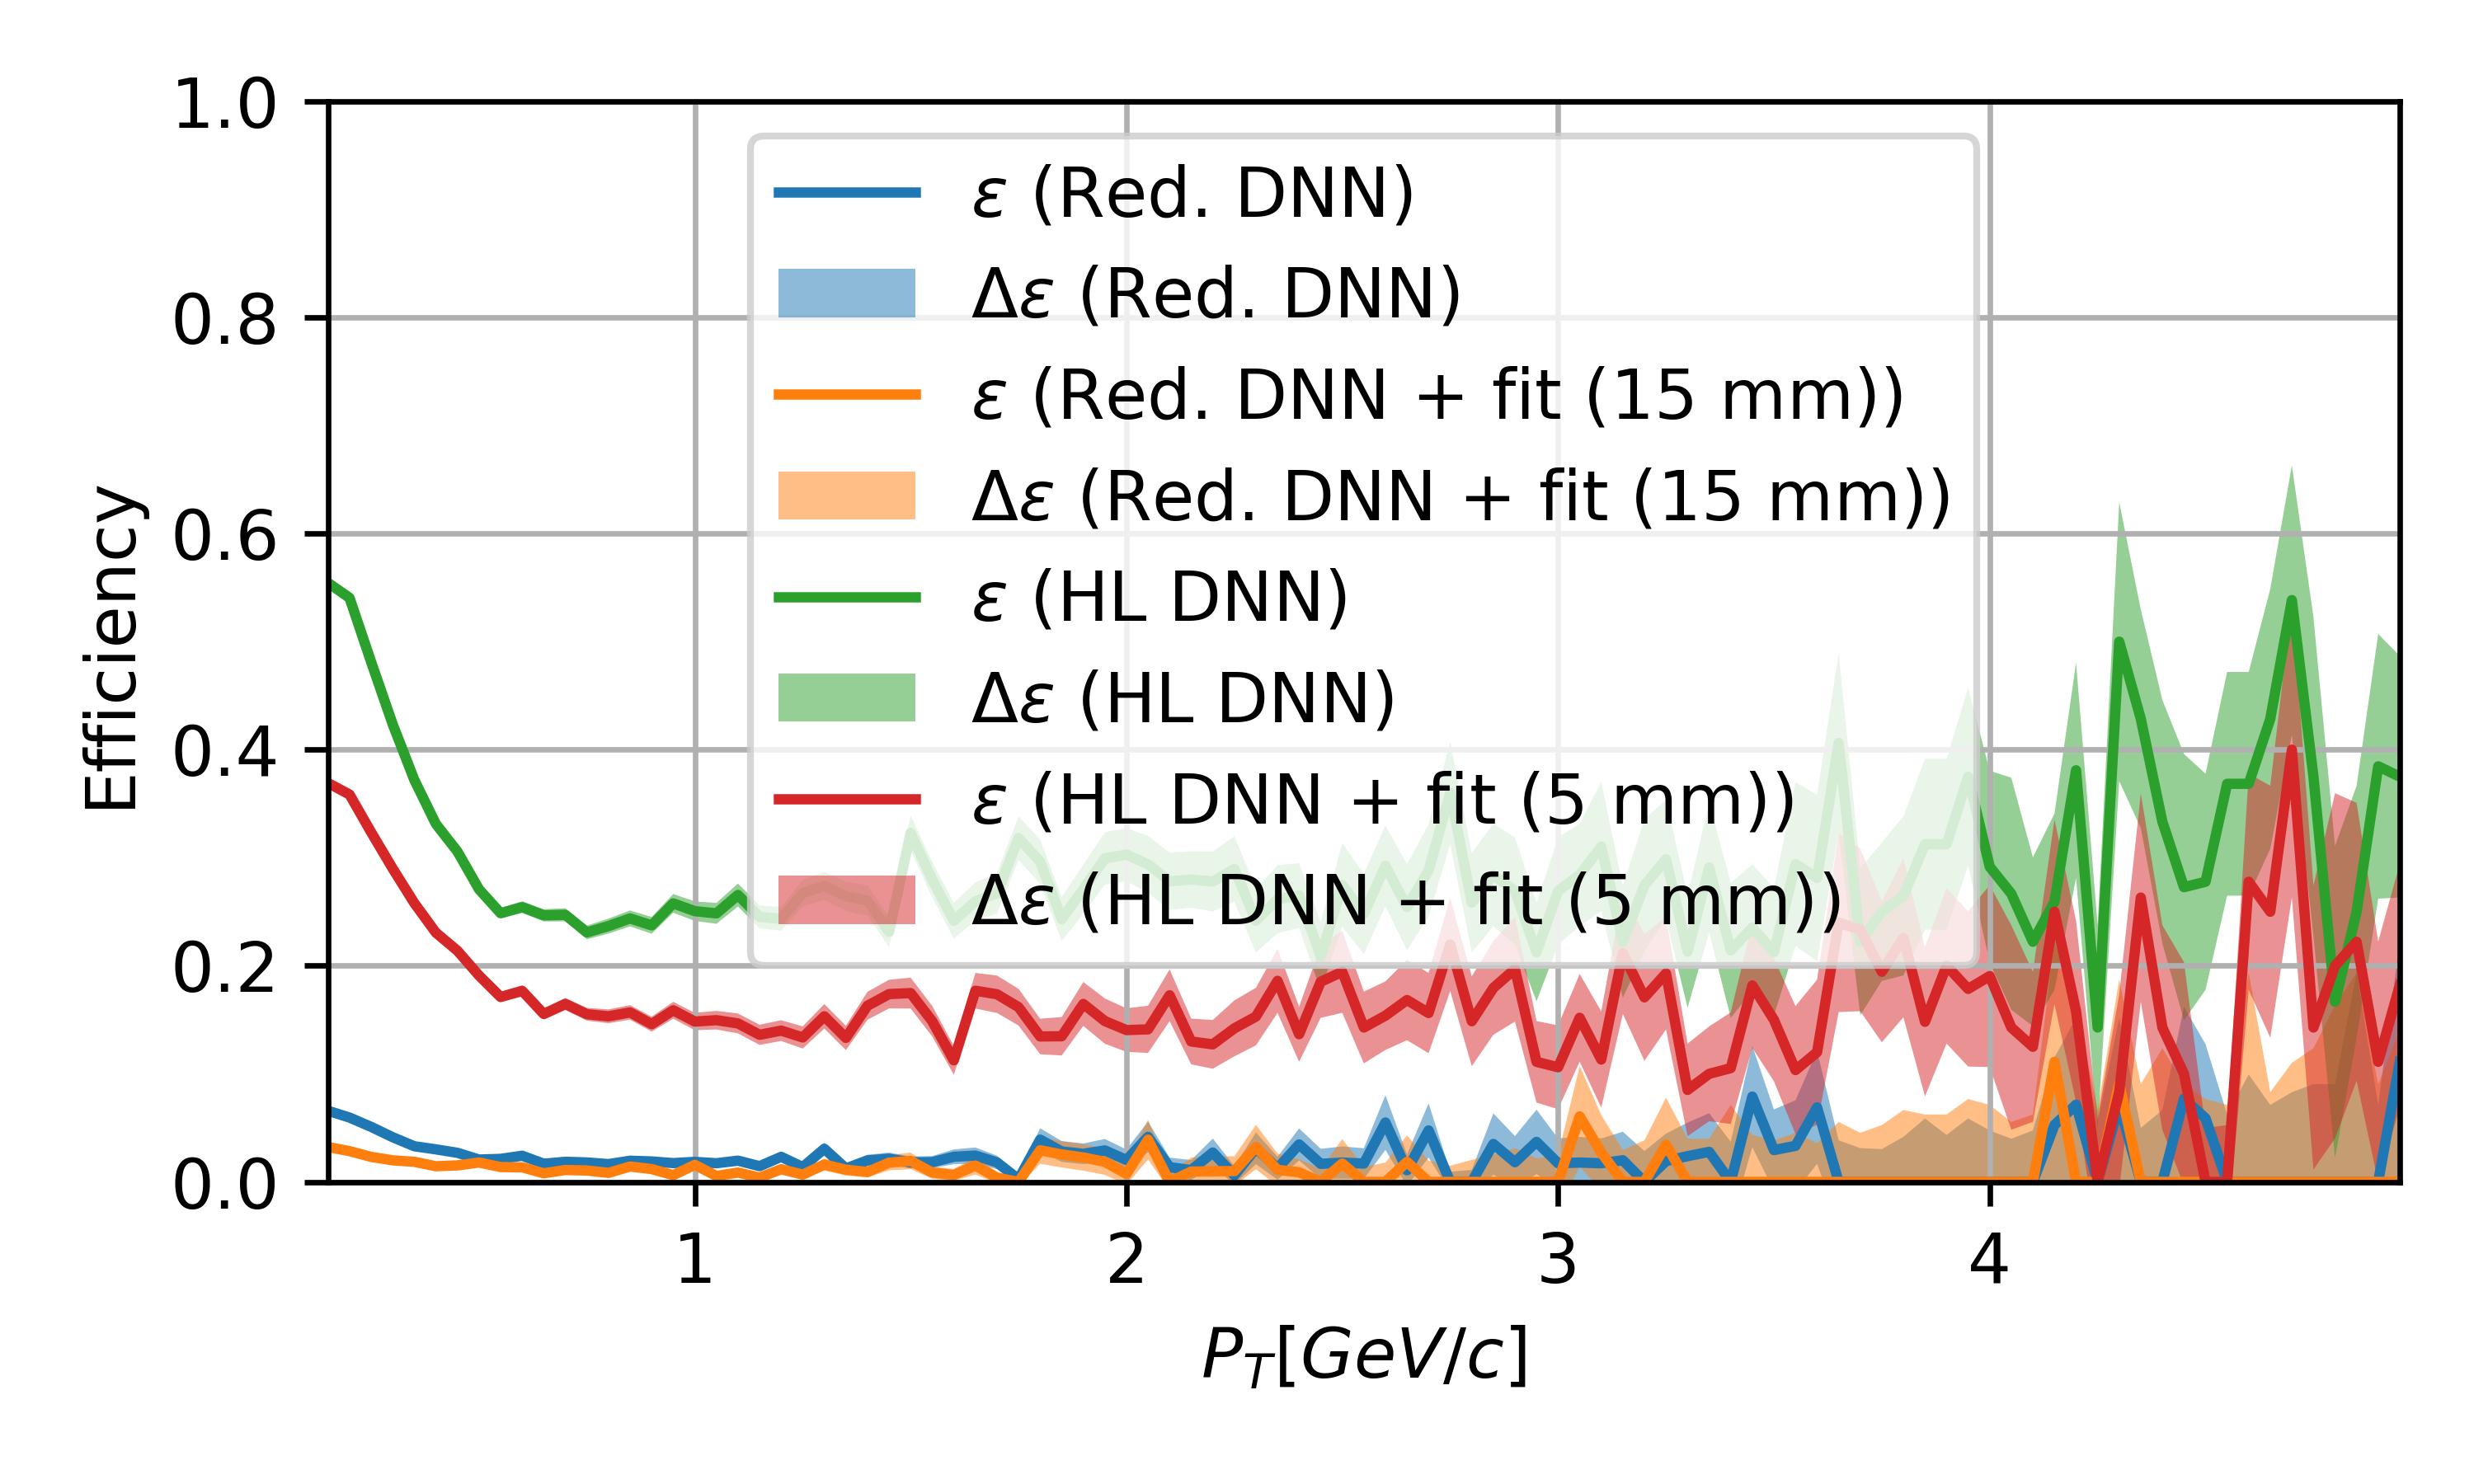 1.0
0.8
0.6
0.4
0.2
0.0
Efficiency
ε (Red. DNN)
Δε (Red. DNN)
ε (Red. DNN + fit (15 mm))
Δε (Red. DNN + fit (15 mm))
ε (HL DNN)
Δε (HL DNN)
ε (HL DNN + fit (5 mm))
Δε (HL DNN + fit (5 mm))
1 2 3 4
P_T[GeV/c]